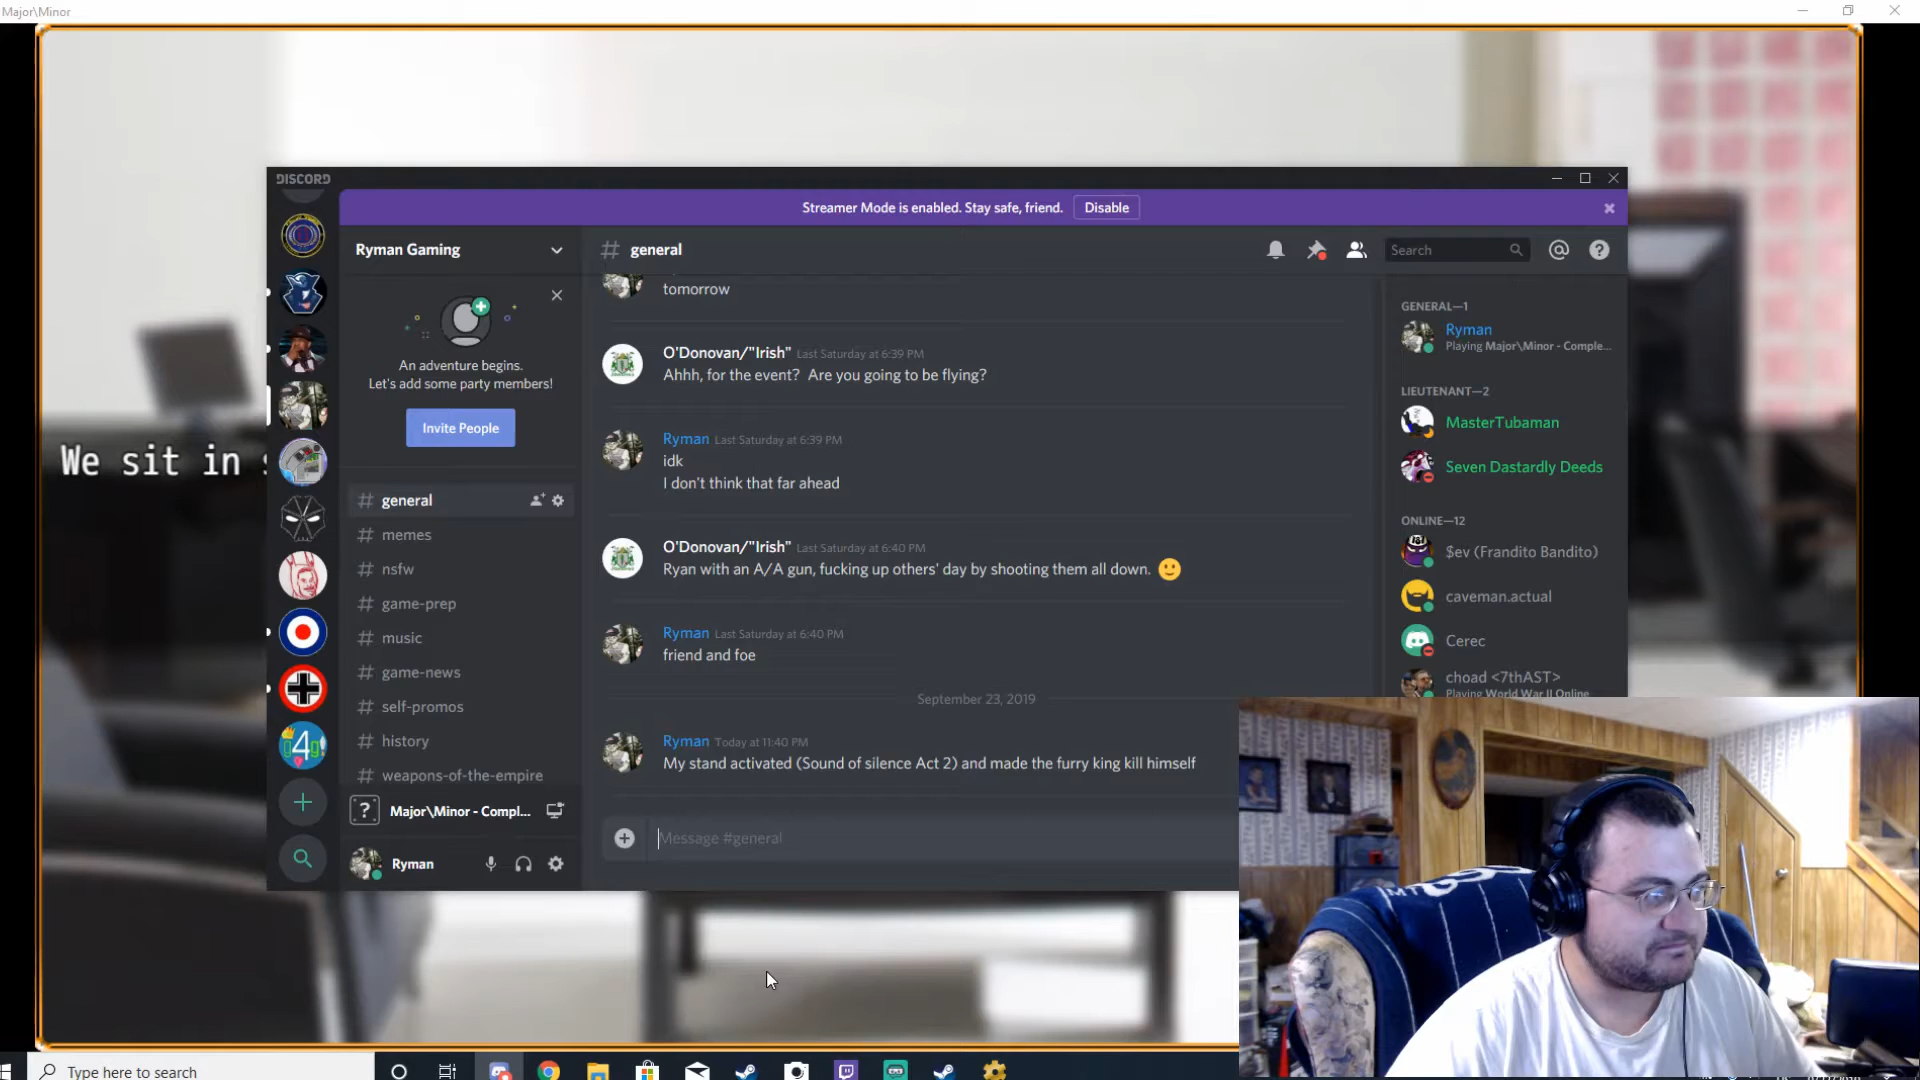 Major\Minor
DISCORD
Streamer Mode is enabled. Stay safe, friend. Disable
Ryman Gaming
general
Search
An adventure begins.
Let's add some party members!
Invite People
general
memes
nsfw
game-prep
music
game-news
self-promos
history
weapons-of-the-empire
Major\Minor - Compl...
Ryman
tomorrow
O'Donovan/"Irish" Last Saturday at 6:39 PM
Ahhh, for the event? Are you going to be flying?
Ryman Last Saturday at 6:39 PM
idk
I don't think that far ahead
O'Donovan/"Irish" Last Saturday at 6:40 PM
Ryan with an A/A gun, fucking up others' day by shooting them all down. 🙂
Ryman Last Saturday at 6:40 PM
friend and foe
September 23, 2019
Ryman Today at 11:40 PM
My stand activated (Sound of silence Act 2) and made the furry king kill himself
Message #general
GENERAL—1
Ryman
Playing Major\Minor - Comple...
LIEUTENANT—2
MasterTubaman
Seven Dastardly Deeds
ONLINE—12
$ev (Frandito Bandito)
caveman.actual
Cerec
choad <7thAST>
Playing World War II Online
We sit in s
Type here to search